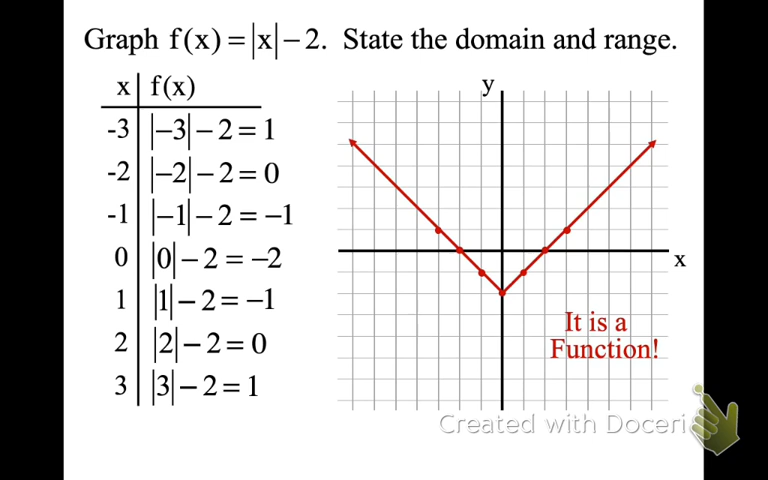 Graph f(x) = |x| – 2. State the domain and range.
x f(x)
-3 |–3| – 2 = 1
-2 |–2| – 2 = 0
-1 |–1| – 2 = –1
0 |0| – 2 = –2
1 |1| – 2 = –1
2 |2| – 2 = 0
3 |3| – 2 = 1
y
x
It is a
Function!
Created with Doceri